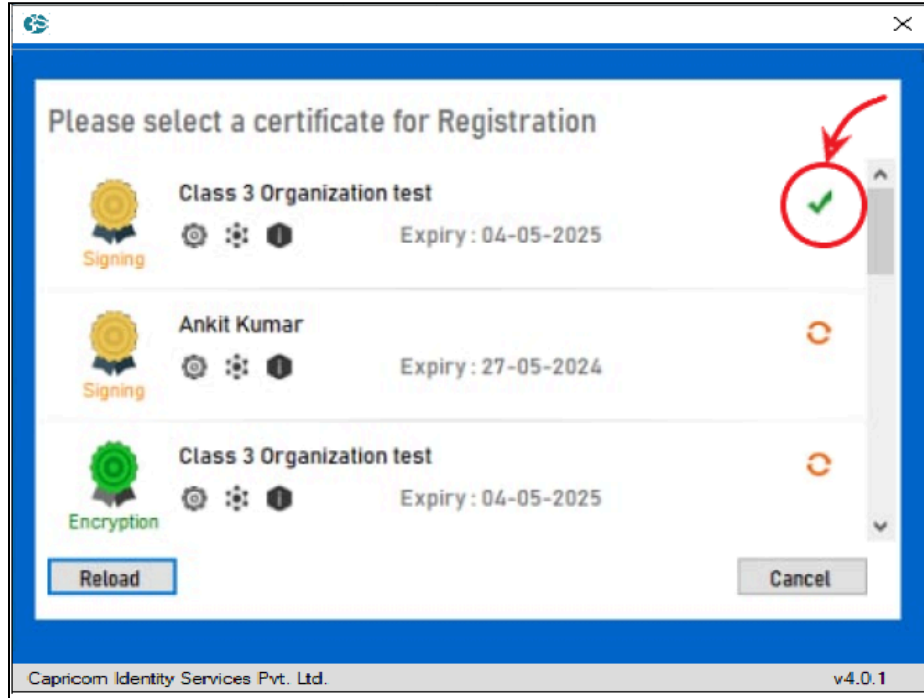 Please select a certificate for Registration
Class 3 Organization test
Expiry : 04-05-2025
Signing
Ankit Kumar
Expiry : 27-05-2024
Signing
Class 3 Organization test
Expiry : 04-05-2025
Encryption
Reload
Cancel
Capricorn Identity Services Pvt. Ltd.
v4.0.1